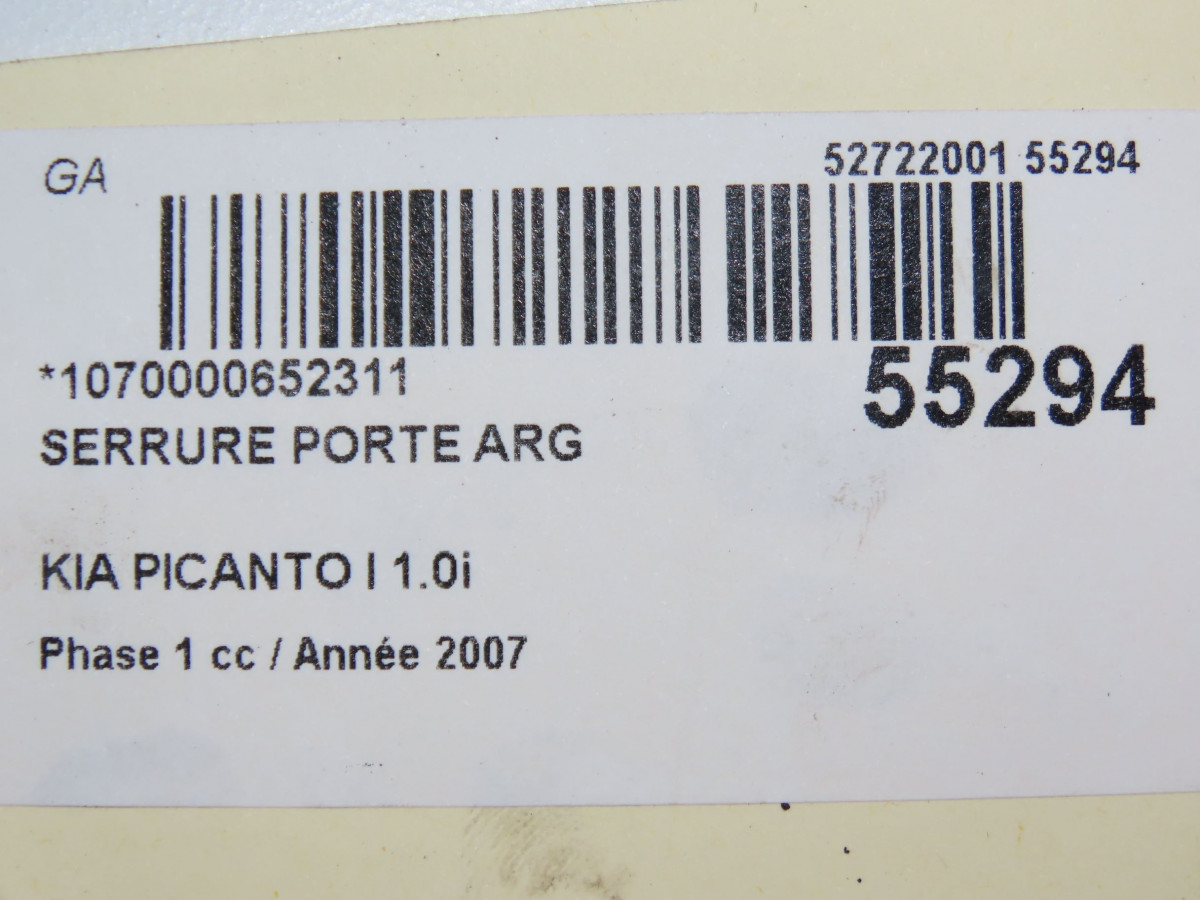 GA
52722001 55294
*1070000652311
55294
SERRURE PORTE ARG
KIA PICANTO I 1.0i
Phase 1 cc / Année 2007